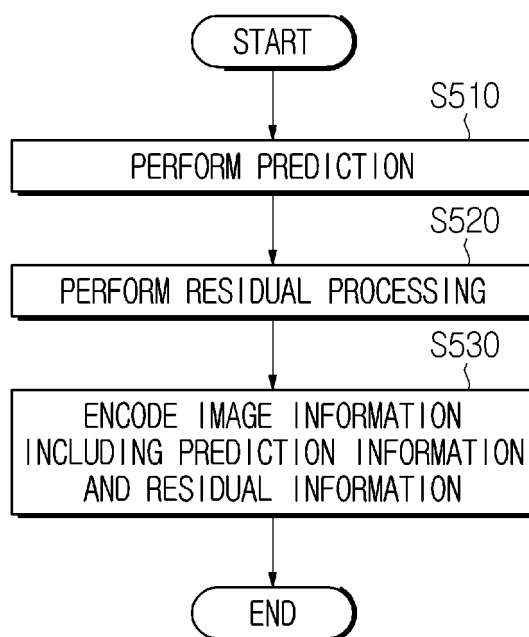 START
S510
PERFORM PREDICTION
S520
PERFORM RESIDUAL PROCESSING
S530
ENCODE IMAGE INFORMATION
INCLUDING PREDICTION INFORMATION
AND RESIDUAL INFORMATION
END